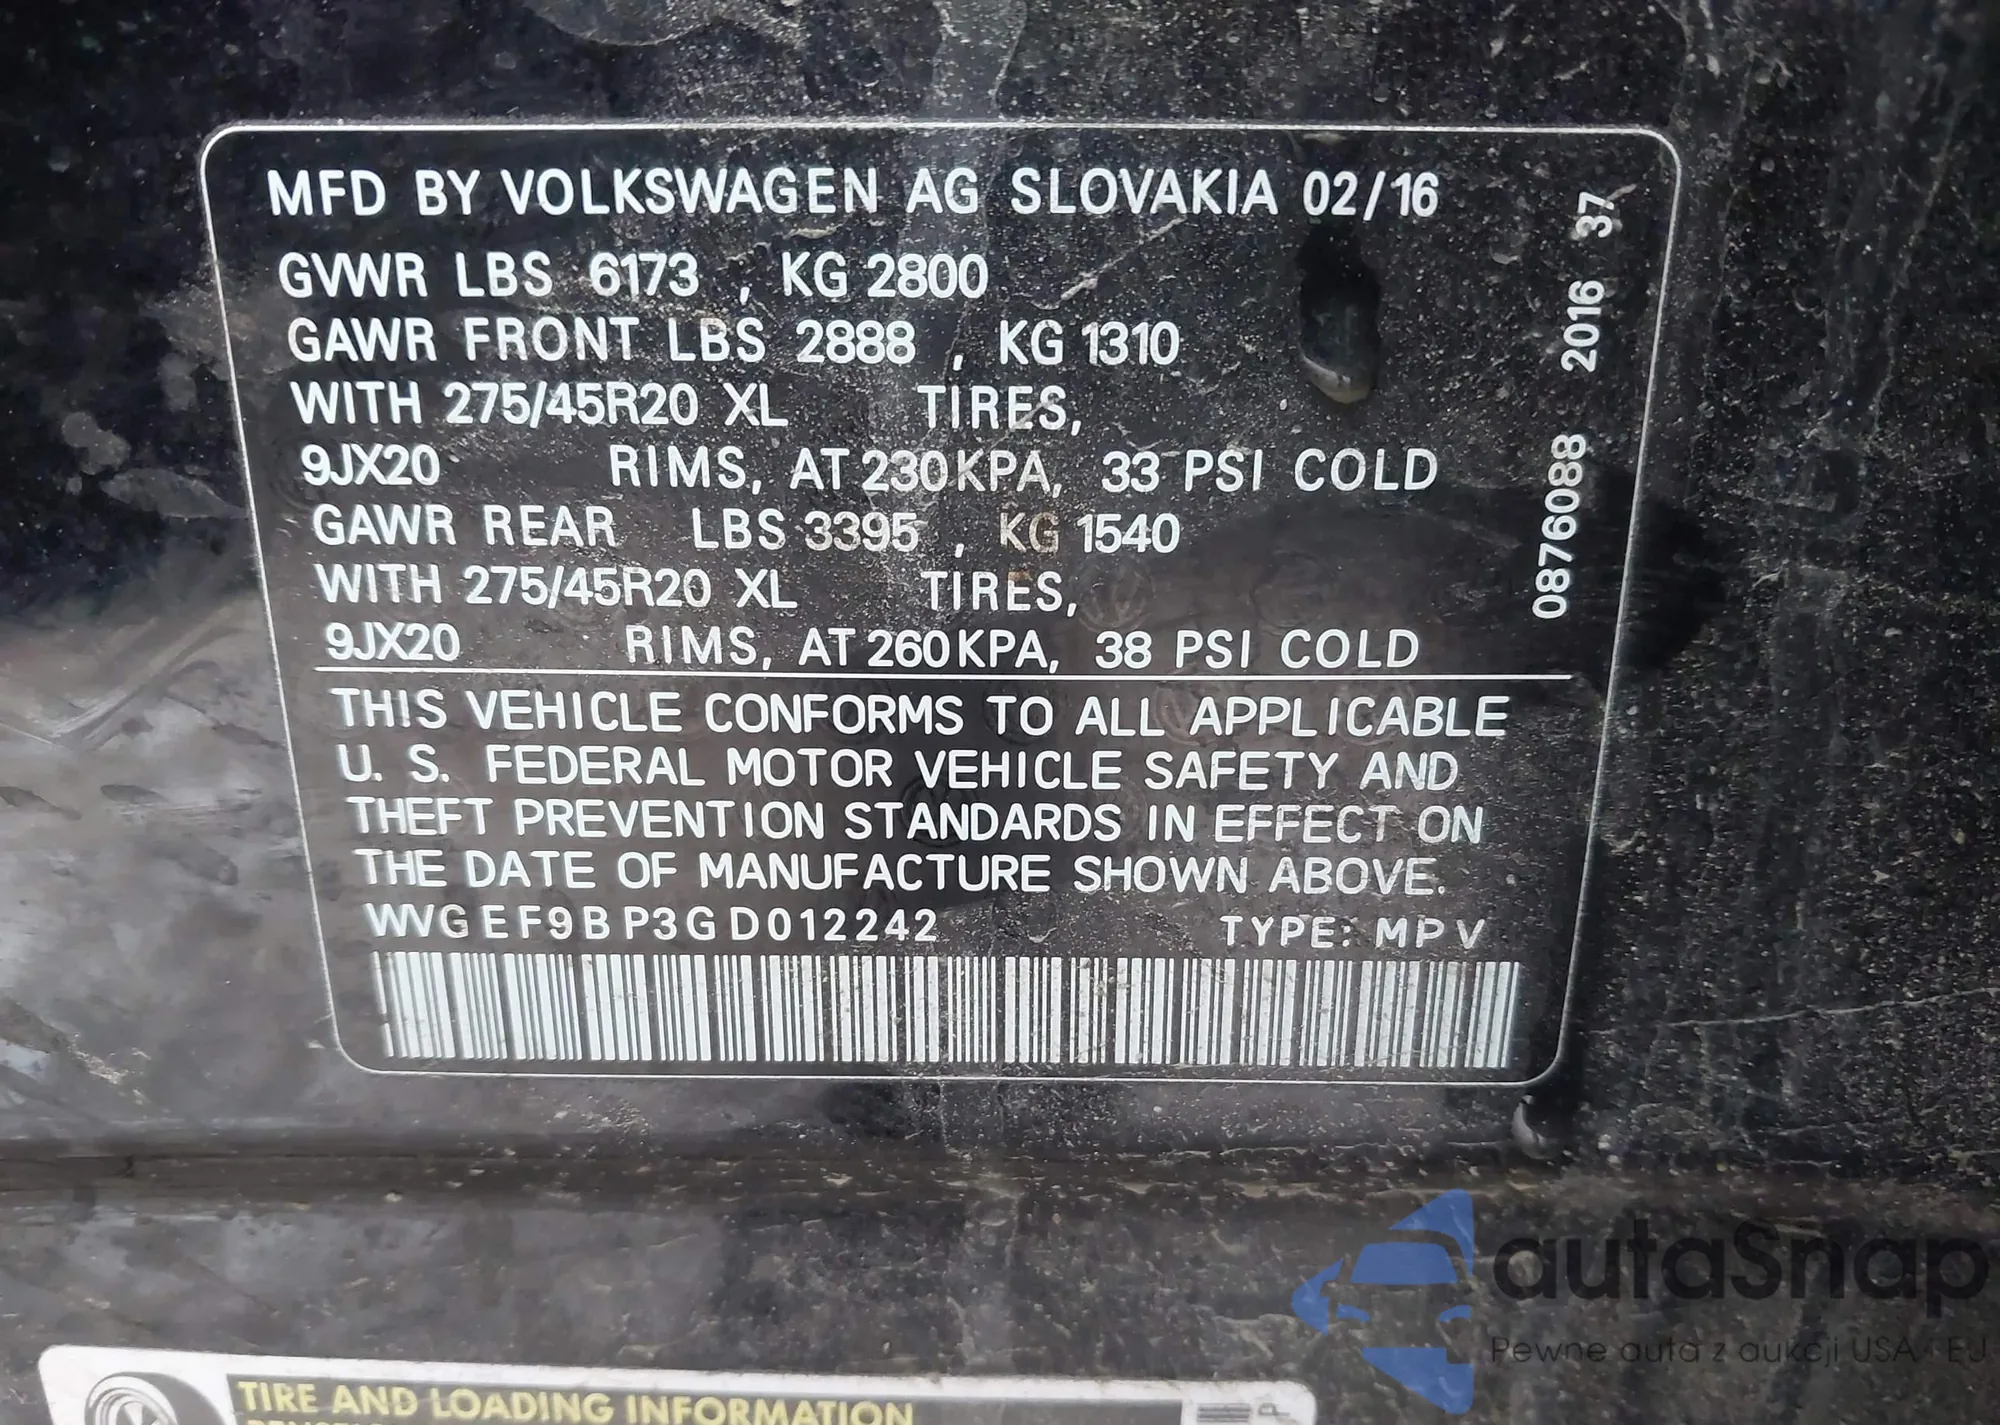 MFD BY VOLKSWAGEN AG SLOVAKIA 02/16
GVWR LBS 6173 , KG 2800
GAWR FRONT LBS 2888 , KG 1310
WITH 275/45R20 XL TIRES,
9JX20 RIMS, AT 230KPA, 33 PSI COLD
GAWR REAR LBS 3395 , KG 1540
WITH 275/45R20 XL TIRES,
9JX20 RIMS, AT 260KPA, 38 PSI COLD
THIS VEHICLE CONFORMS TO ALL APPLICABLE
U. S. FEDERAL MOTOR VEHICLE SAFETY AND
THEFT PREVENTION STANDARDS IN EFFECT ON
THE DATE OF MANUFACTURE SHOWN ABOVE.
WVGEF9BP3GD012242 TYPE: MPV
0876088 2016 37
autaSnap
Pewne auta z aukcji USA i EU
TIRE AND LOADING INFORMATION